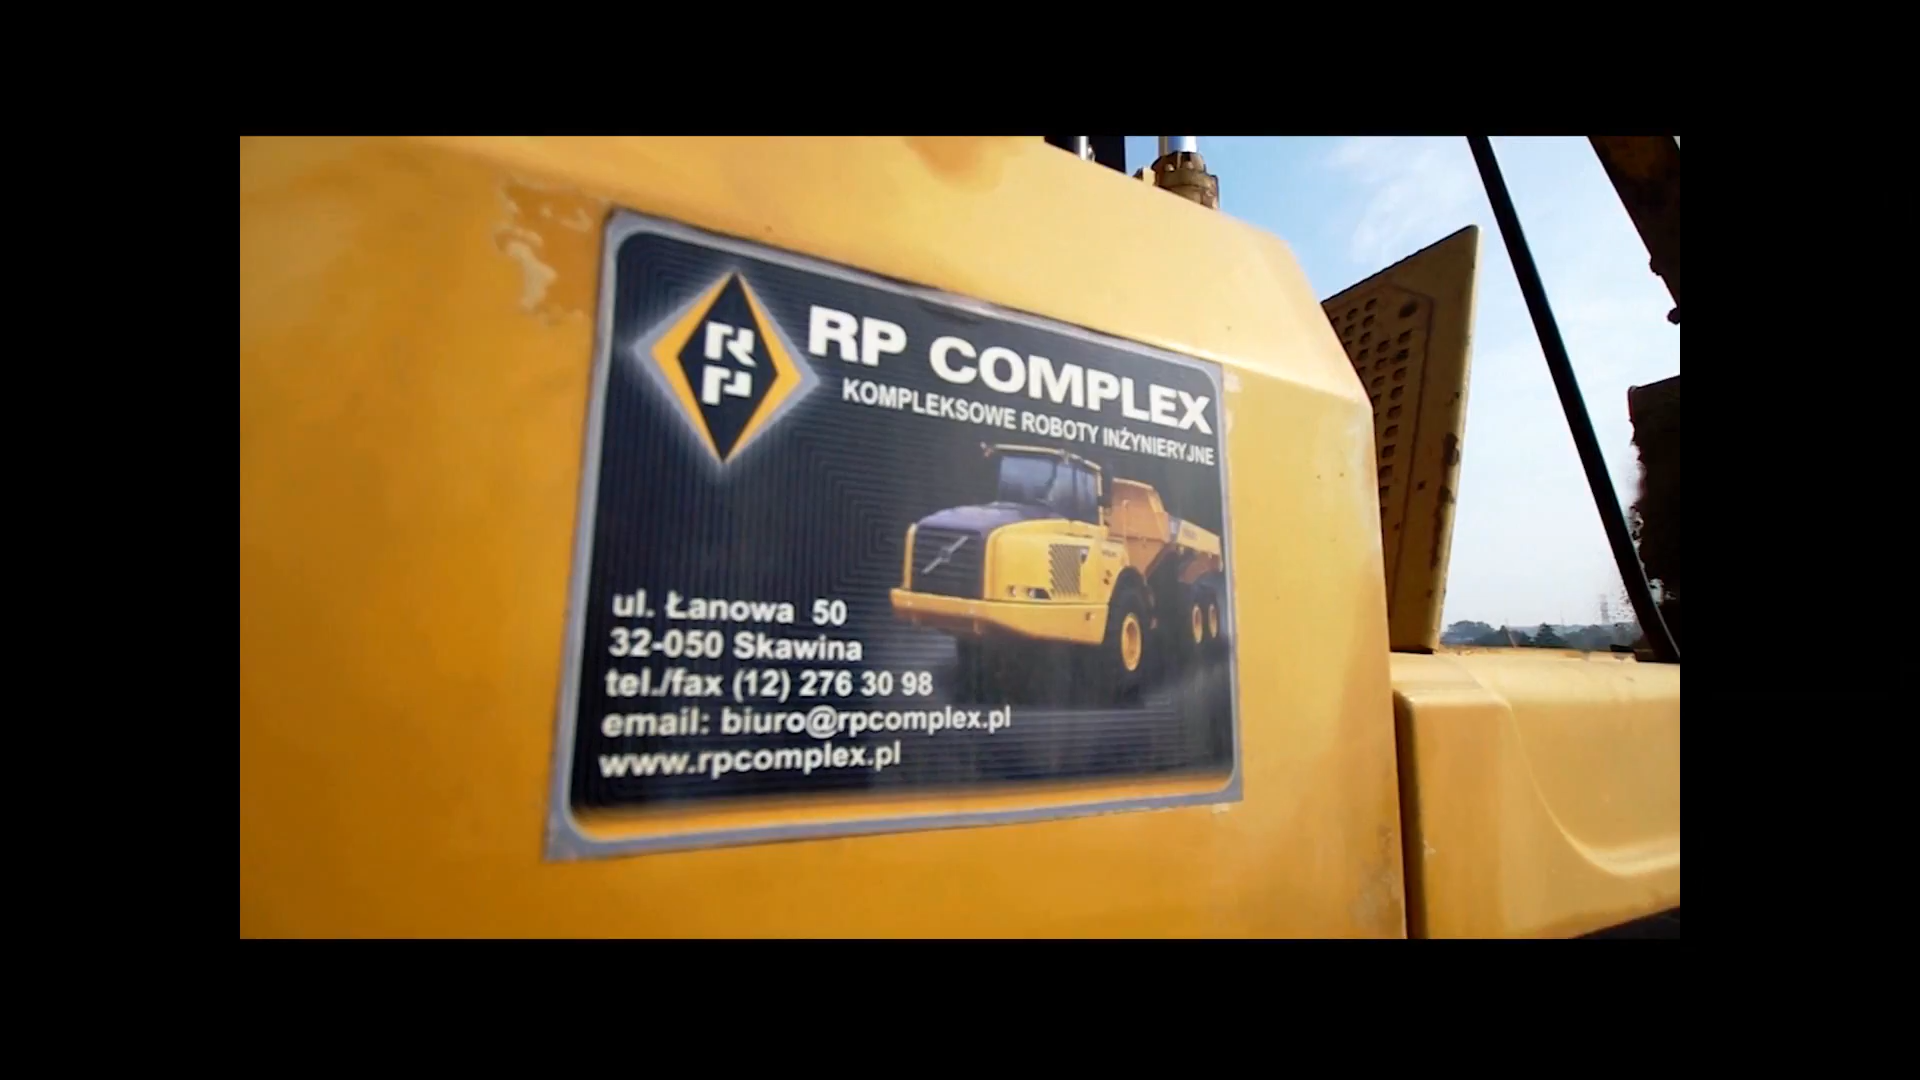 RP
RP COMPLEX
KOMPLEKSOWE ROBOTY INŻYNIERYJNE
ul. Łanowa 50
32-050 Skawina
tel./fax (12) 276 30 98
email: biuro@rpcomplex.pl
www.rpcomplex.pl